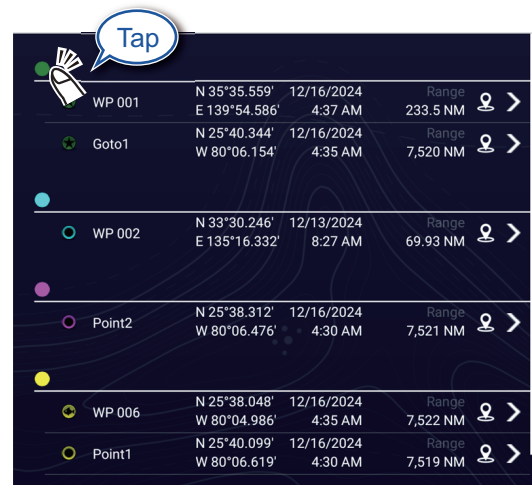 Tap
WP 001 N 35°35.559' 12/16/2024 Range
E 139°54.586' 4:37 AM 233.5 NM
Goto1 N 25°40.344' 12/16/2024 Range
W 80°06.154' 4:35 AM 7,520 NM
WP 002 N 33°30.246' 12/13/2024 Range
E 135°16.332' 8:27 AM 69.93 NM
Point2 N 25°38.312' 12/16/2024 Range
W 80°06.476' 4:30 AM 7,521 NM
WP 006 N 25°38.048' 12/16/2024 Range
W 80°04.986' 4:35 AM 7,522 NM
Point1 N 25°40.099' 12/16/2024 Range
W 80°06.619' 4:30 AM 7,519 NM